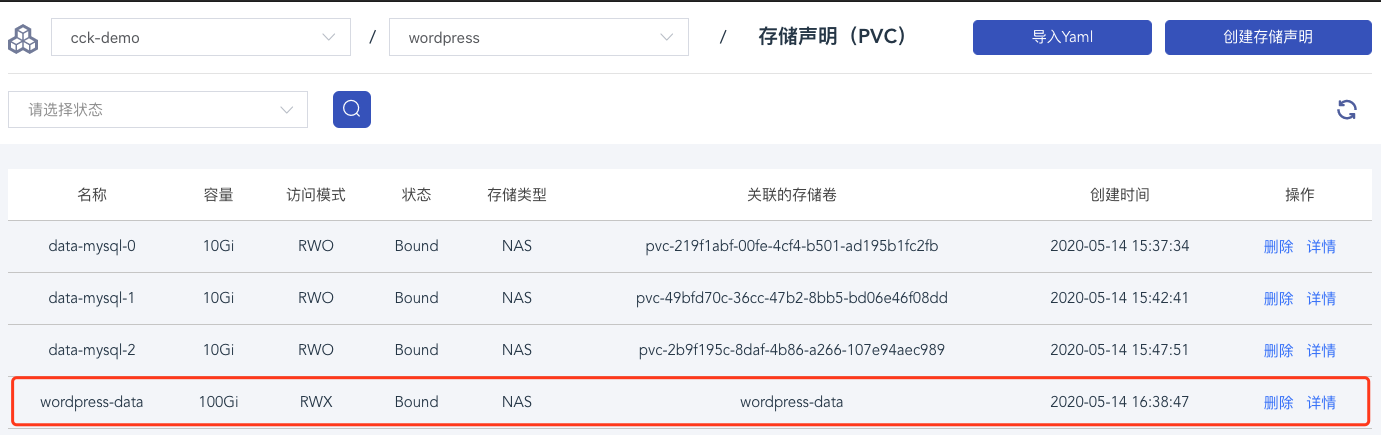 cck-demo / wordpress / 存储声明（PVC） 导入Yaml 创建存储声明
请选择状态
名称 容量 访问模式 状态 存储类型 关联的存储卷 创建时间 操作
data-mysql-0 10Gi RWO Bound NAS pvc-219f1abf-00fe-4cf4-b501-ad195b1fc2fb 2020-05-14 15:37:34 删除 详情
data-mysql-1 10Gi RWO Bound NAS pvc-49bfd70c-36cc-47b2-8bb5-bd06e46f08dd 2020-05-14 15:42:41 删除 详情
data-mysql-2 10Gi RWO Bound NAS pvc-2b9f195c-8daf-4b86-a266-107e94aec989 2020-05-14 15:47:51 删除 详情
wordpress-data 100Gi RWX Bound NAS wordpress-data 2020-05-14 16:38:47 删除 详情